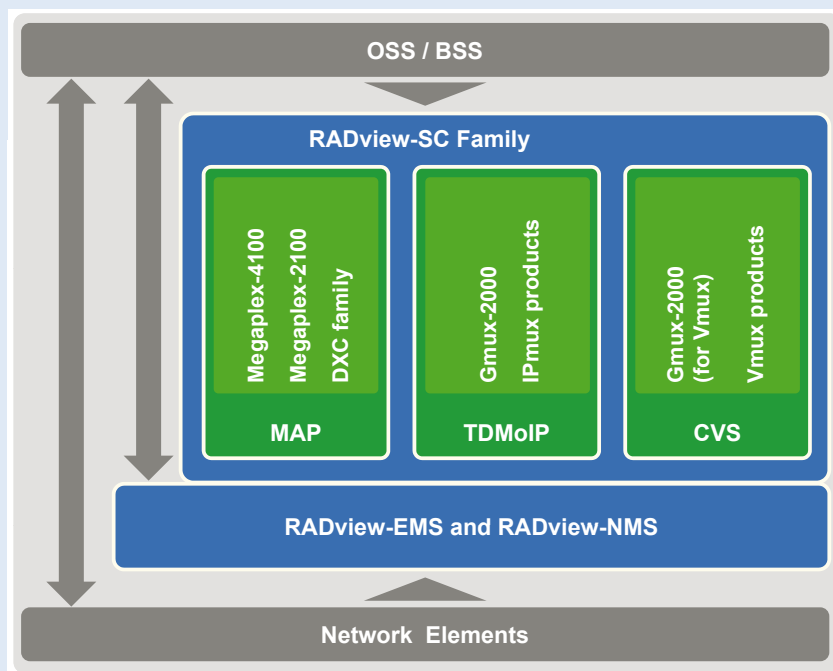 OSS / BSS
RADview-SC Family
Megaplex-4100
Megaplex-2100
DXC family
MAP
Gmux-2000
IPmux products
TDMoIP
Gmux-2000
(for Vmux)
Vmux products
CVS
RADview-EMS and RADview-NMS
Network Elements